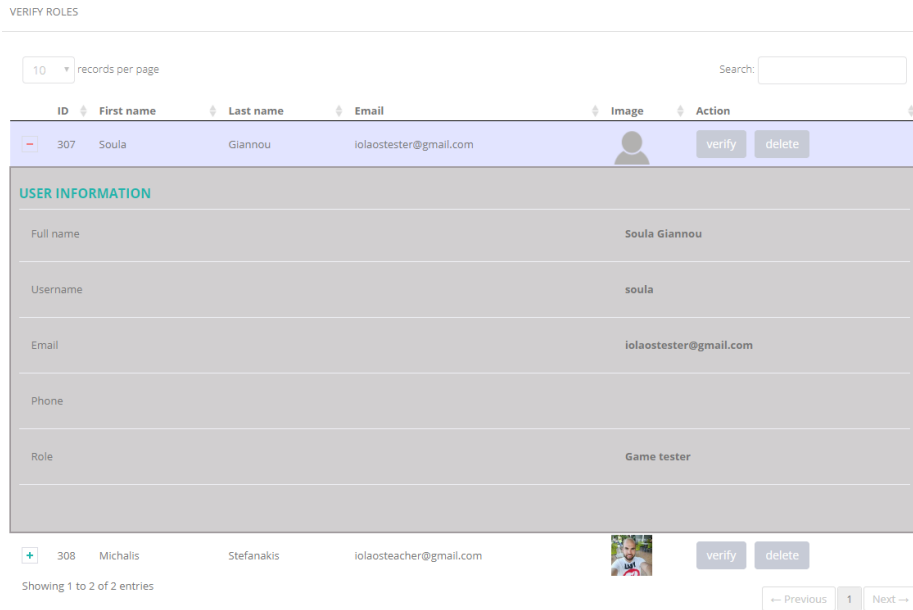 VERIFY ROLES
10 records per page Search:
ID First name Last name Email Image Action
307 Soula Giannou iolaostester@gmail.com verify delete
USER INFORMATION
Full name Soula Giannou
Username soula
Email iolaostester@gmail.com
Phone
Role Game tester
308 Michalis Stefanakis iolaosteacher@gmail.com verify delete
Showing 1 to 2 of 2 entries
← Previous 1 Next →